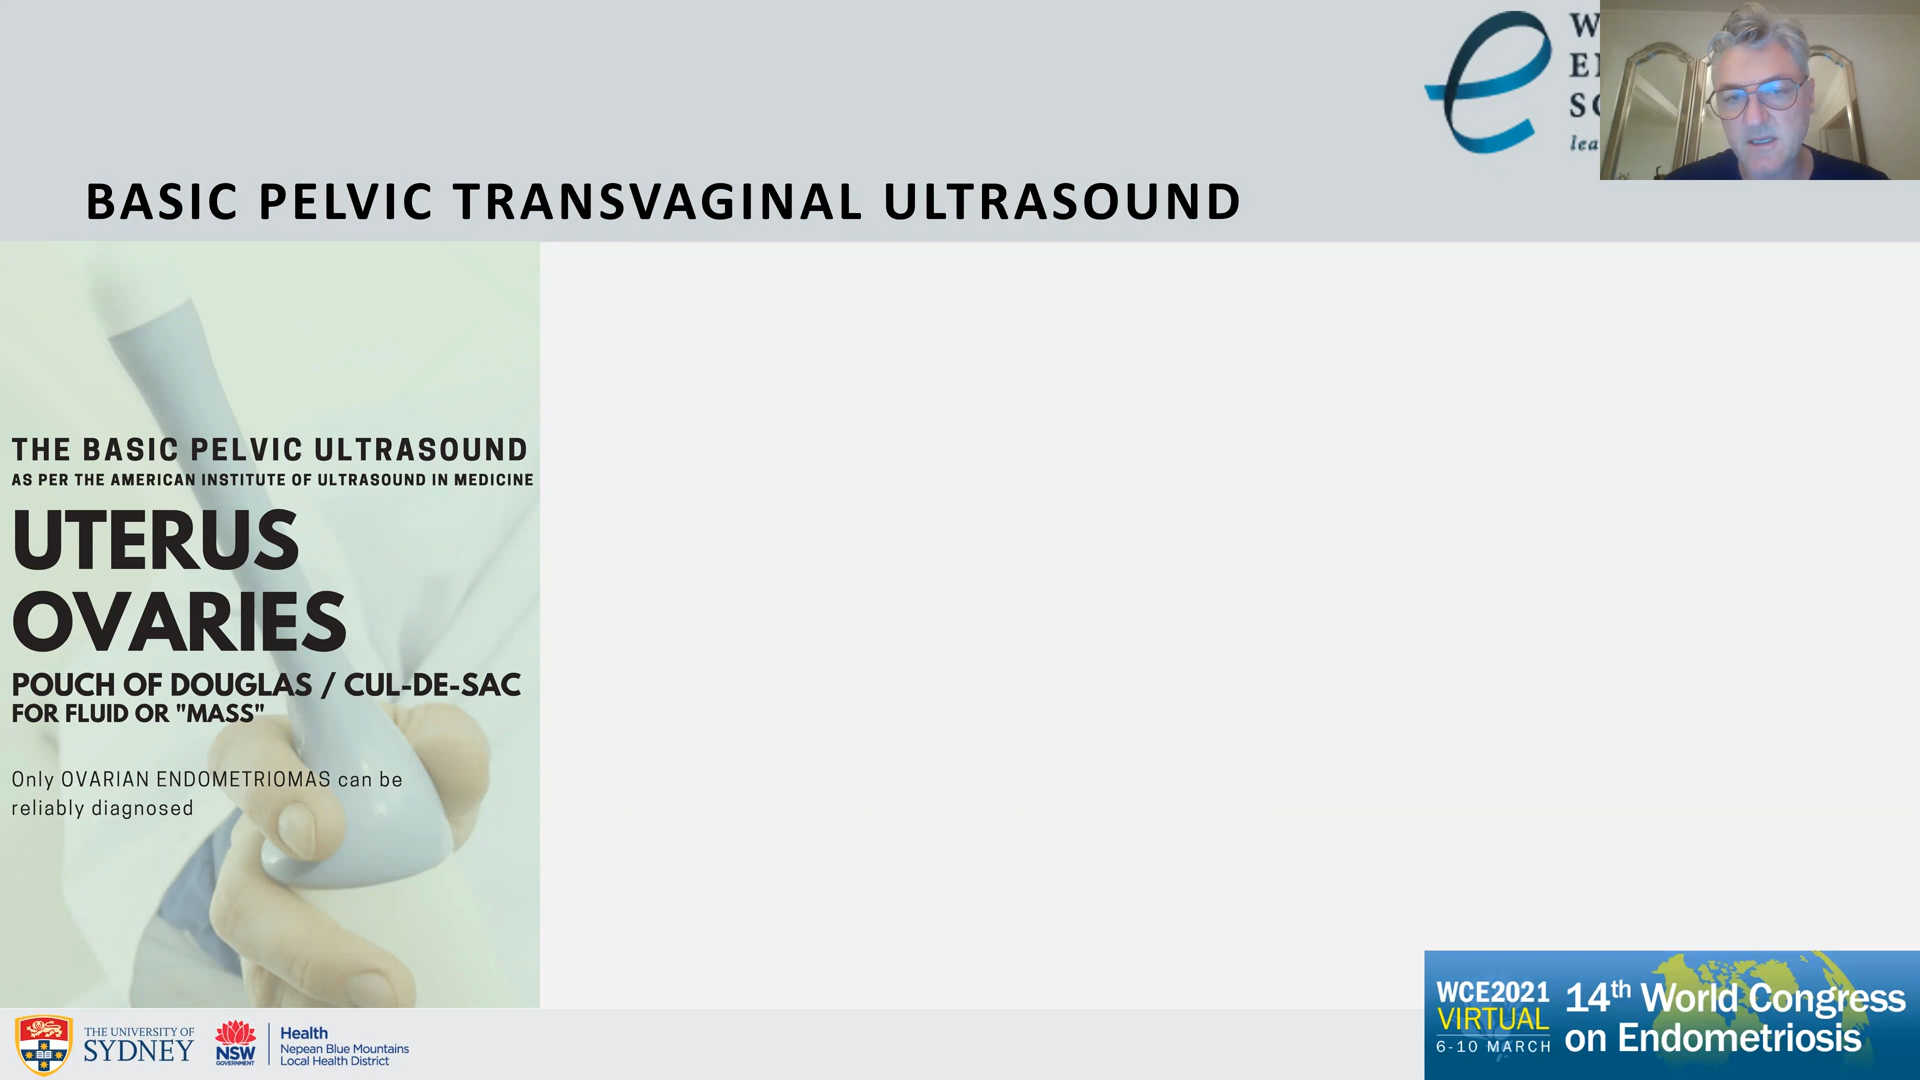 W
E
SO
lea
BASIC PELVIC TRANSVAGINAL ULTRASOUND
THE BASIC PELVIC ULTRASOUND
AS PER THE AMERICAN INSTITUTE OF ULTRASOUND IN MEDICINE
UTERUS
OVARIES
POUCH OF DOUGLAS / CUL-DE-SAC
FOR FLUID OR "MASS"
Only OVARIAN ENDOMETRIOMAS can be
reliably diagnosed
THE UNIVERSITY OF
SYDNEY
NSW
GOVERNMENT
Health
Nepean Blue Mountains
Local Health District
WCE2021
VIRTUAL
6-10 MARCH
14th World Congress
on Endometriosis